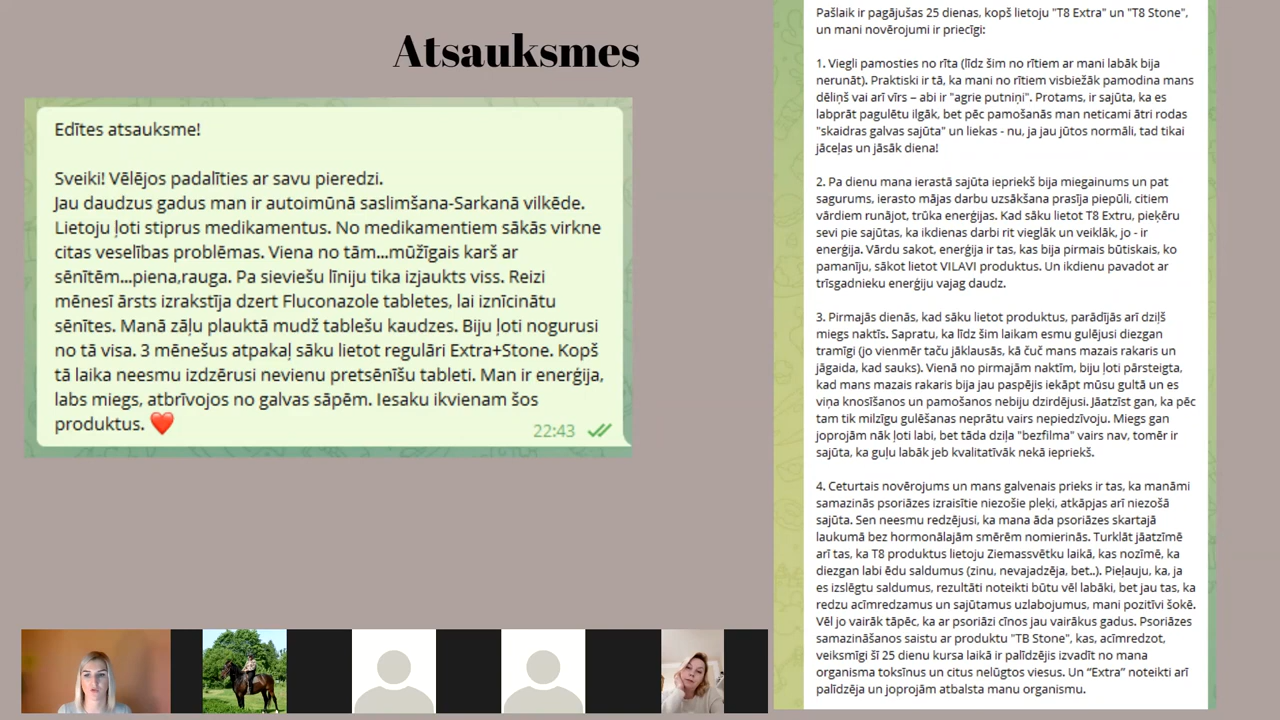 Atsauksmes
Edītes atsauksme!
Sveiki! Vēlējos padalīties ar savu pieredzi.
Jau daudzus gadus man ir autoimūnā saslimšana-Sarkanā vilkēde.
Lietoju ļoti stiprus medikamentus. No medikamentiem sākās virkne
citas veselības problēmas. Viena no tām...mūžīgais karš ar
sēnītēm...piena,rauga. Pa sieviešu līniju tika izjaukts viss. Reizi
mēnesī ārsts izrakstīja dzert Fluconazole tabletes, lai iznīcinātu
sēnītes. Manā zāļu plauktā mudž tablešu kaudzes. Biju ļoti nogurusi
no tā visa. 3 mēnešus atpakaļ sāku lietot regulāri Extra+Stone. Kopš
tā laika neesmu izdzērusi nevienu pretsēnīšu tableti. Man ir enerģija,
labs miegs, atbrīvojos no galvas sāpēm. Iesaku ikvienam šos
produktus. ❤️
22:43
Pašlaik ir pagājušas 25 dienas, kopš lietoju "T8 Extra" un "T8 Stone",
un mani novērojumi ir priecīgi:
1. Viegli pamosties no rīta (līdz šim no rītiem ar mani labāk bija
nerunāt). Praktiski ir tā, ka mani no rītiem visbiežāk pamodina mans
dēliņš vai arī vīrs – abi ir "agrie putniņi". Protams, ir sajūta, ka es
labprāt pagulētu ilgāk, bet pēc pamošanās man neticami ātri rodas
"skaidras galvas sajūta" un liekas - nu, ja jau jūtos normāli, tad tikai
jāceļas un jāsāk diena!
2. Pa dienu mana ierastā sajūta iepriekš bija miegainums un pat
sagurums, ierasto mājas darbu uzsākšana prasīja piepūli, citiem
vārdiem runājot, trūka enerģijas. Kad sāku lietot T8 Extru, pieķēru
sevi pie sajūtas, ka ikdienas darbi rit vieglāk un veiklāk, jo - ir
enerģija. Vārdu sakot, enerģija ir tas, kas bija pirmais būtiskais, ko
pamanīju, sākot lietot VILAVI produktus. Un ikdienu pavadot ar
trīsgadnieku enerģiju vajag daudz.
3. Pirmajās dienās, kad sāku lietot produktus, parādījās arī dziļš
miegs naktīs. Sapratu, ka līdz šim laikam esmu gulējusi diezgan
tramīgi (jo vienmēr taču jāklausās, kā čuč mans mazais rakaris un
jāgaida, kad sauks). Vienā no pirmajām naktīm, biju ļoti pārsteigta,
kad mans mazais rakaris bija jau paspējis iekāpt mūsu gultā un es
viņa knosīšanos un pamošanos nebiju dzirdējusi. Jāatzīst gan, ka pēc
tam tik milzīgu gulēšanas neprātu vairs nepiedzīvoju. Miegs gan
joprojām nāk ļoti labi, bet tāda dziļa "bezfilma" vairs nav, tomēr ir
sajūta, ka guļu labāk jeb kvalitatīvāk nekā iepriekš.
4. Ceturtais novērojums un mans galvenais prieks ir tas, ka manāmi
samazinās psoriāzes izraisītie niezošie pleķi, atkāpjas arī niezošā
sajūta. Sen neesmu redzējusi, ka mana āda psoriāzes skartajā
laukumā bez hormonālajām smērēm nomierinās. Turklāt jāatzīmē
arī tas, ka T8 produktus lietoju Ziemassvētku laikā, kas nozīmē, ka
diezgan labi ēdu saldumus (zinu, nevajadzēja, bet..). Pieļauju, ka, ja
es izslēgtu saldumus, rezultāti noteikti būtu vēl labāki, bet jau tas, ka
redzu acīmredzamus un sajūtamus uzlabojumus, mani pozitīvi šokē.
Vēl jo vairāk tāpēc, ka ar psoriāzi cīnos jau vairākus gadus. Psoriāzes
samazināšanos saistu ar produktu "TB Stone", kas, acīmredzot,
veiksmīgi šī 25 dienu kursa laikā ir palīdzējis izvadīt no mana
organisma toksīnus un citus nelūgtos viesus. Un “Extra” noteikti arī
palīdzēja un joprojām atbalsta manu organismu.